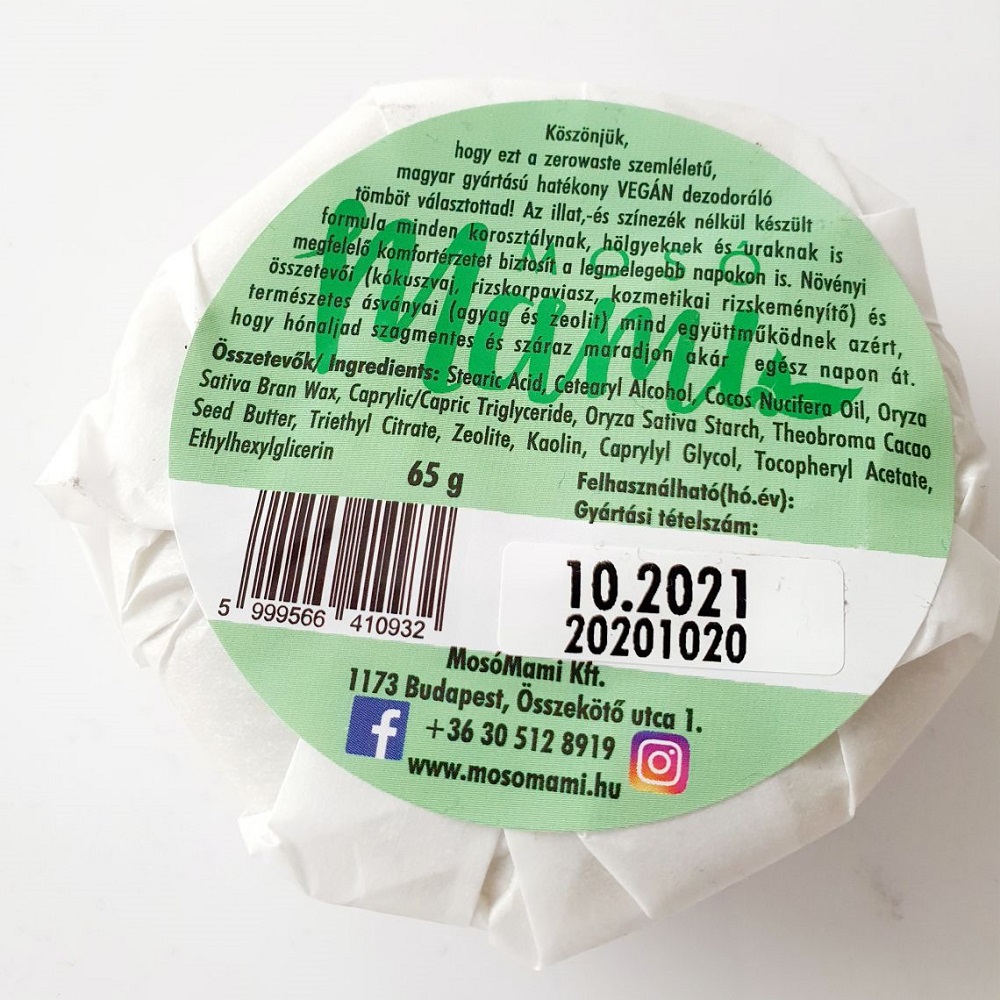 Köszönjük,
hogy ezt a zerowaste szemléletű,
magyar gyártású hatékony VEGÁN dezodoráló
tömböt választottad! Az illat,-és színezék nélkül készült
formula minden korosztálynak, hölgyeknek és uraknak is
megfelelő komfortérzetet biztosít a legmelegebb napokon is. Növényi
összetevői (kókuszvaj, rizskorpaviasz, kozmetikai rizskeményítő) és
természetes ásványai (agyag és zeolit) mind együttműködnek azért,
hogy hónaljad szagmentes és száraz maradjon akár egész napon át.
MOSÓ
Mami
Összetevők/ Ingredients: Stearic Acid, Cetearyl Alcohol, Cocos Nucifera Oil, Oryza
Sativa Bran Wax, Caprylic/Capric Triglyceride, Oryza Sativa Starch, Theobroma Cacao
Seed Butter, Triethyl Citrate, Zeolite, Kaolin, Caprylyl Glycol, Tocopheryl Acetate,
Ethylhexylglicerin
65 g
Felhasználható(hó.év):
Gyártási tételszám:
10.2021
20201020
5 999566 410932
MosóMami Kft.
1173 Budapest, Összekötő utca 1.
f
+36 30 512 8919
www.mosomami.hu